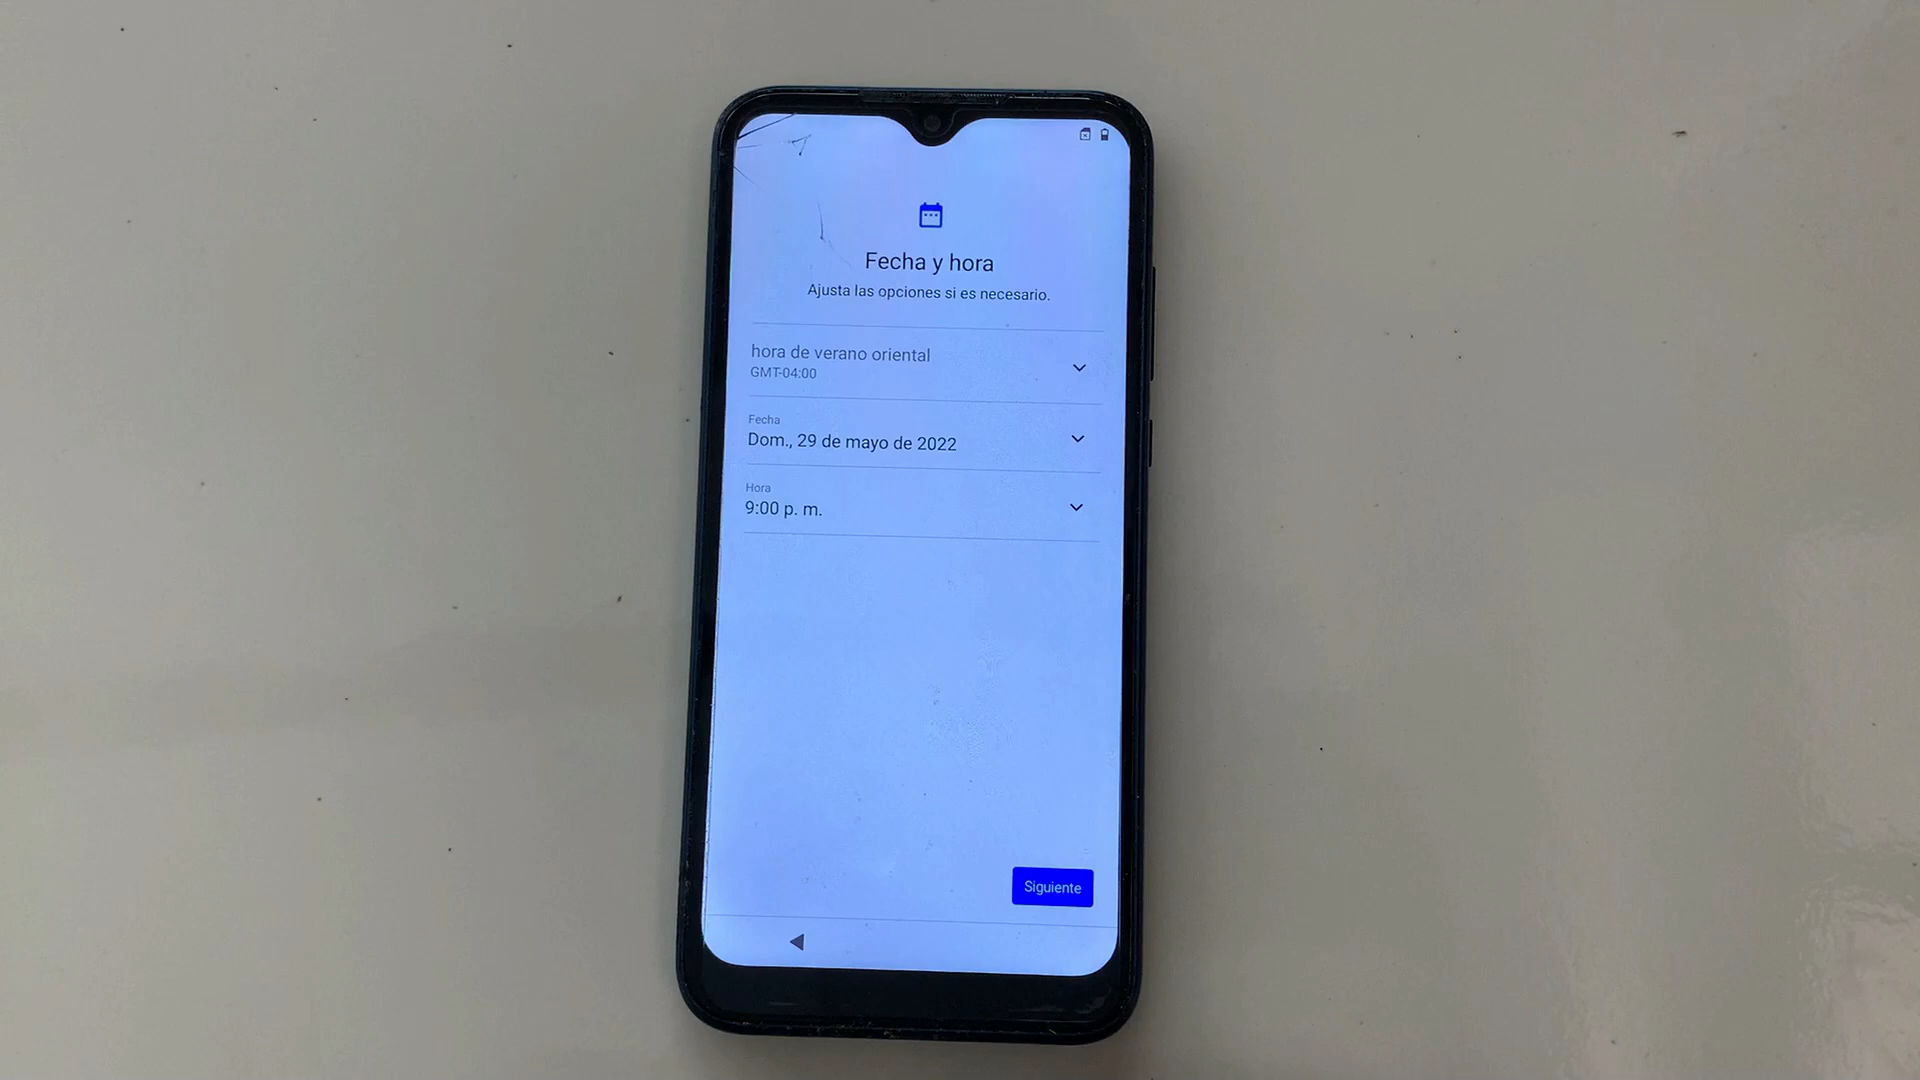 Fecha y hora
Ajusta las opciones si es necesario.
hora de verano oriental
GMT-04:00
Fecha
Dom., 29 de mayo de 2022
Hora
9:00 p. m.
Siguiente